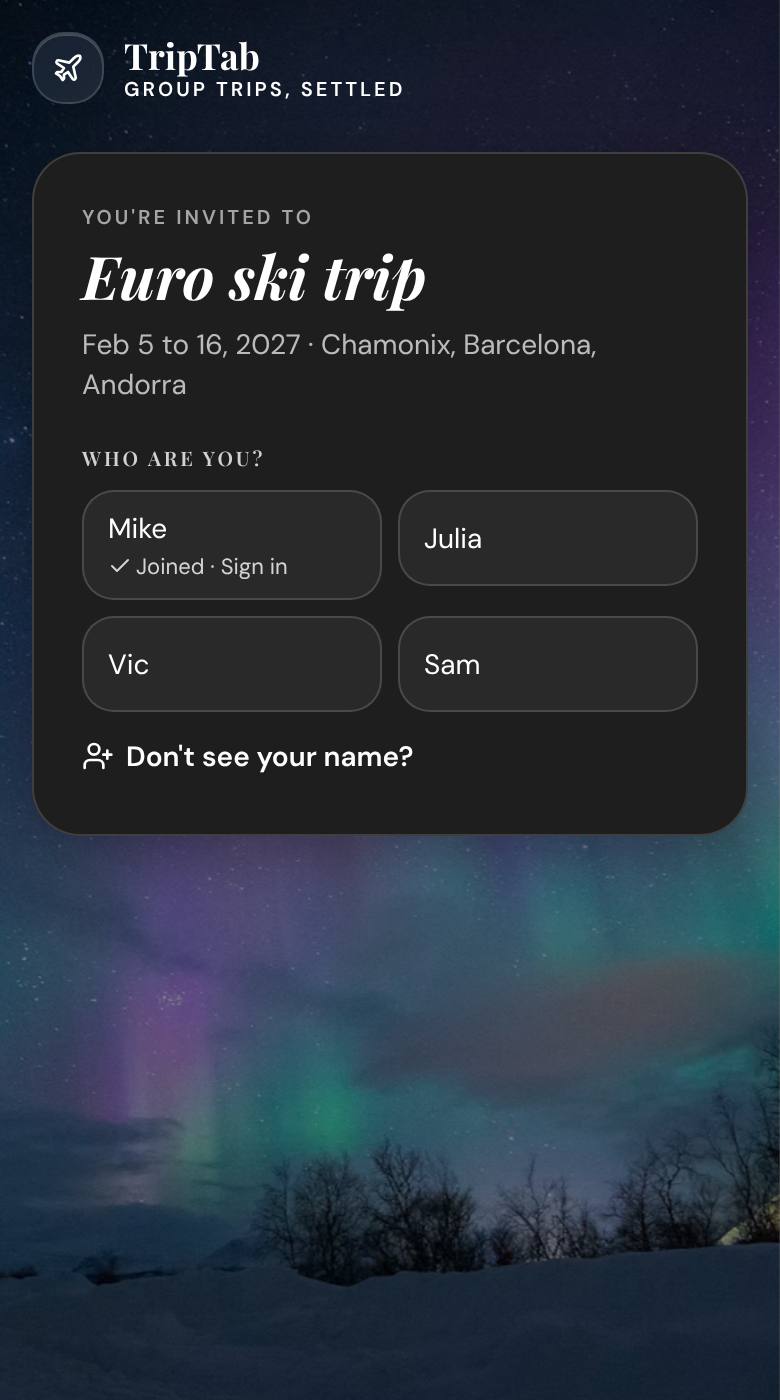 TripTab
GROUP TRIPS, SETTLED
YOU'RE INVITED TO
Euro ski trip
Feb 5 to 16, 2027 · Chamonix, Barcelona,
Andorra
WHO ARE YOU?
Mike
✓ Joined · Sign in
Julia
Vic
Sam
Don't see your name?